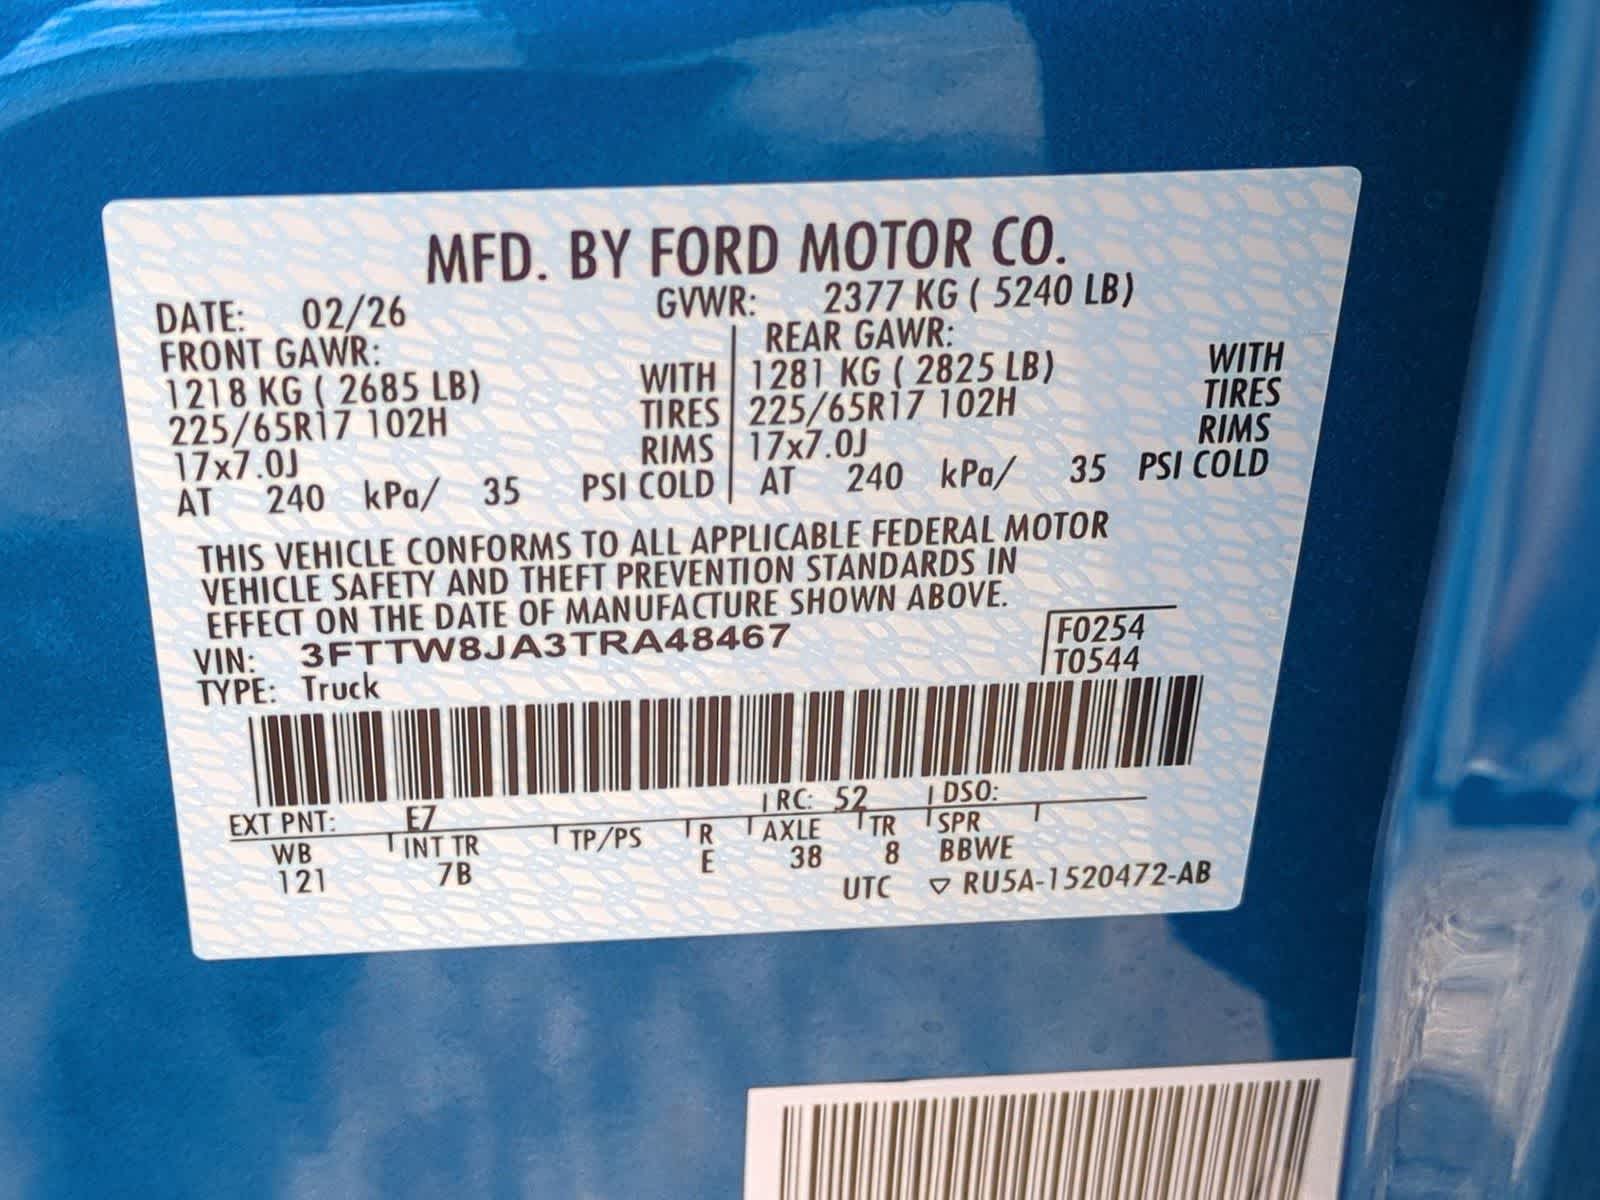 MFD. BY FORD MOTOR CO.
DATE: 02/26 GVWR: 2377 KG ( 5240 LB)
FRONT GAWR: REAR GAWR:
1218 KG ( 2685 LB) WITH 1281 KG ( 2825 LB) WITH
225/65R17 102H TIRES 225/65R17 102H TIRES
17x7.0J RIMS 17x7.0J RIMS
AT 240 kPa/ 35 PSI COLD AT 240 kPa/ 35 PSI COLD
THIS VEHICLE CONFORMS TO ALL APPLICABLE FEDERAL MOTOR
VEHICLE SAFETY AND THEFT PREVENTION STANDARDS IN
EFFECT ON THE DATE OF MANUFACTURE SHOWN ABOVE.
VIN: 3FTTW8JA3TRA48467 F0254
TYPE: Truck T0544
EXT PNT: E7 RC: 52 DSO:
WB INT TR TP/PS R AXLE TR SPR
121 7B E 38 8 BBWE
UTC ▽ RU5A-1520472-AB